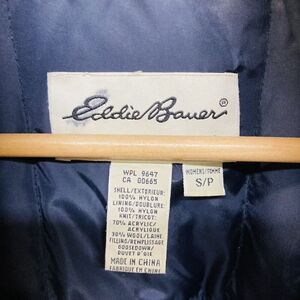 Eddie Bauer®
WOMENS/FEMME
S/P
WPL 9647
CA 00665
SHELL/EXTERIEUR:
100% NYLON
LINING/DOUBLURE:
100% NYLON
KNIT/TRICOT:
70% ACRYLIC/
ACRYLIQUE
30% WOOL/LAINE
FILLING/REMPLISSAGE
GOOSEDOWN/
DUVET D'OIE
MADE IN CHINA
FABRIQUE EN CHINE